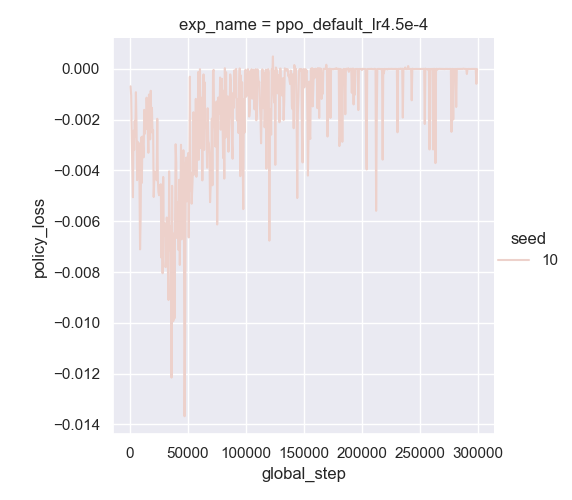 exp_name = ppo_default_lr4.5e-4
0.000
−0.002
−0.004
−0.006
−0.008
−0.010
−0.012
−0.014
policy_loss
seed
10
0 50000 100000 150000 200000 250000 300000
global_step